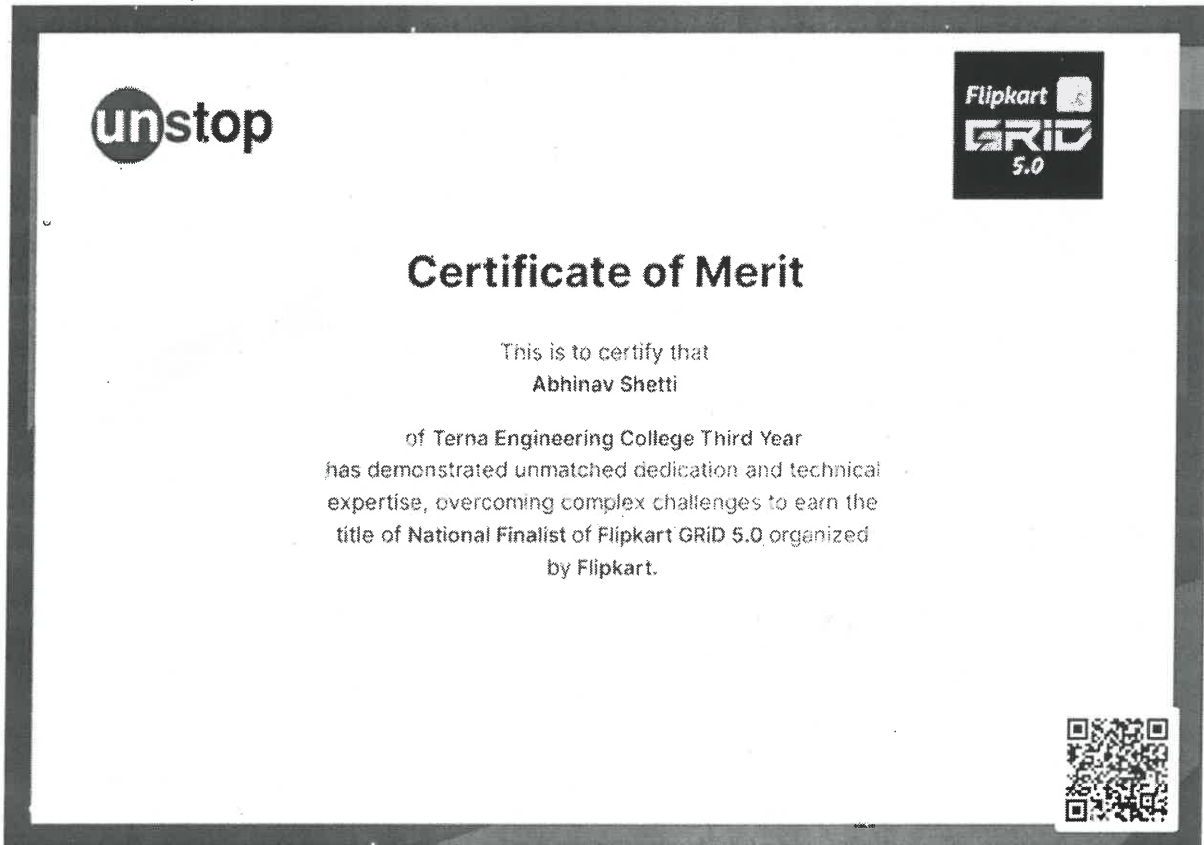 unstop
Flipkart
GRiD
5.0
Certificate of Merit
This is to certify that
Abhinav Shetti
of Terna Engineering College Third Year
has demonstrated unmatched dedication and technical
expertise, overcoming complex challenges to earn the
title of National Finalist of Flipkart GRiD 5.0 organized
by Flipkart.